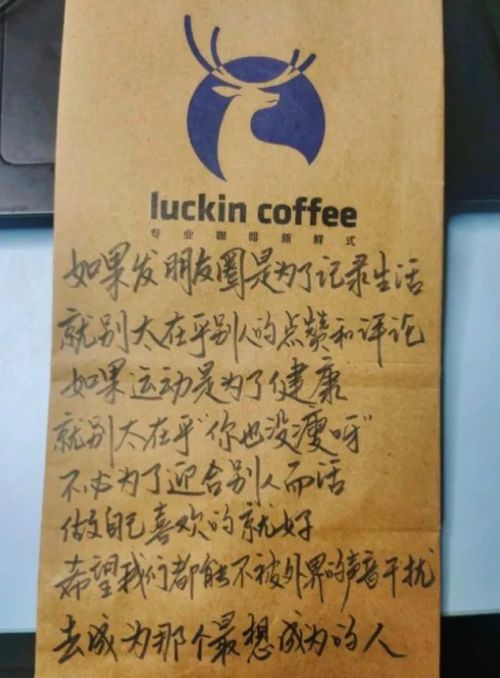 luckin coffee
专业咖啡新鲜式
如果发朋友圈是为了记录生活
就别太在乎别人的点赞和评论
如果运动是为了健康
就别太在乎"你也没瘦呀"
不必为了迎合别人而活
做自己喜欢的就好
希望我们都能不被外界的声音干扰
去成为那个最想成为的人